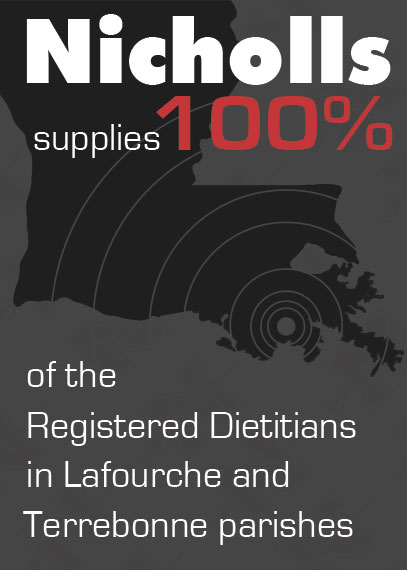 Nicholls
supplies 100%
of the
Registered Dietitians
in Lafourche and
Terrebonne parishes